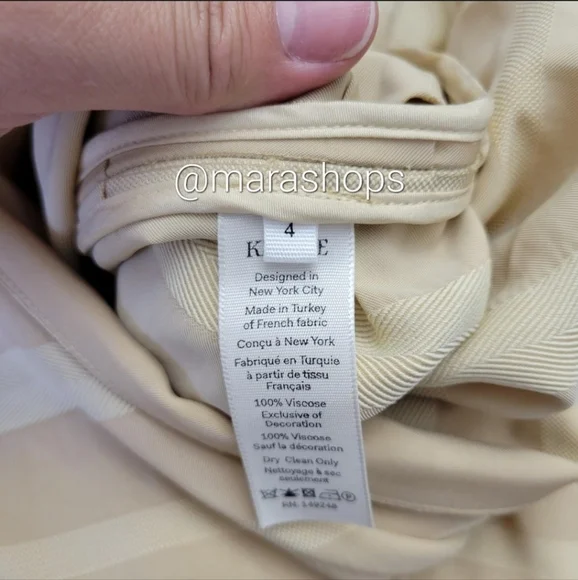 @marashops
4
Designed in
New York City
Made in Turkey
of French fabric
Conçu à New York
Fabriqué en Turquie
à partir de tissu
Français
100% Viscose
Exclusive of
Decoration
100% Viscose
Sauf la décoration
Dry Clean Only
Nettoyage à sec
seulement